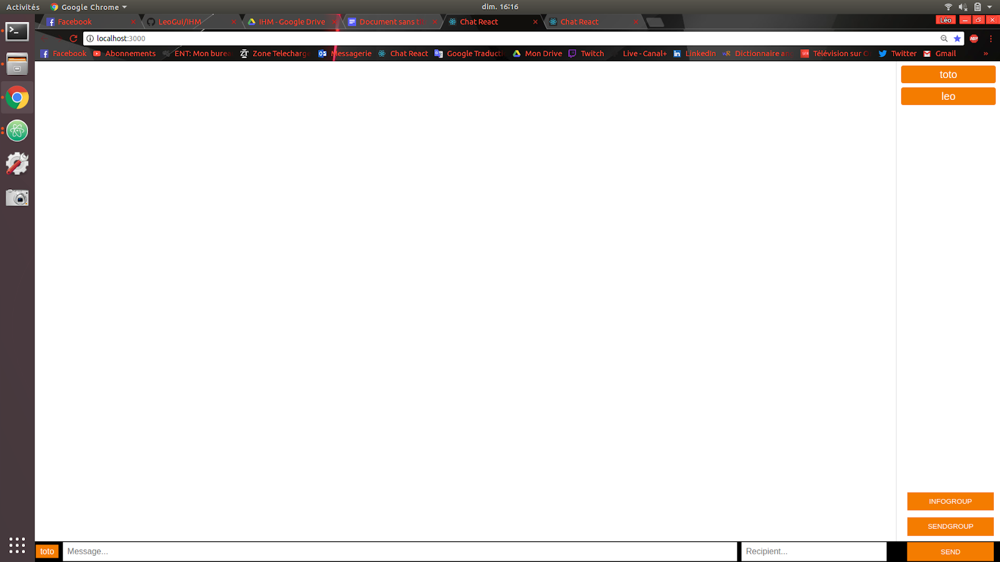 Activités Google Chrome dim. 16:16
Facebook LeoGui/IHM IHM - Google Drive Document sans ti Chat React Chat React Léo
localhost:3000 ABP
Facebook Abonnements ENT: Mon burea Zone Telecharg Messagerie Chat React Google Traducti Mon Drive Twitch Live - Canal+ LinkedIn Dictionnaire an Télévision sur O Twitter Gmail »
toto
leo
INFOGROUP
SENDGROUP
toto Message... Recipient... SEND